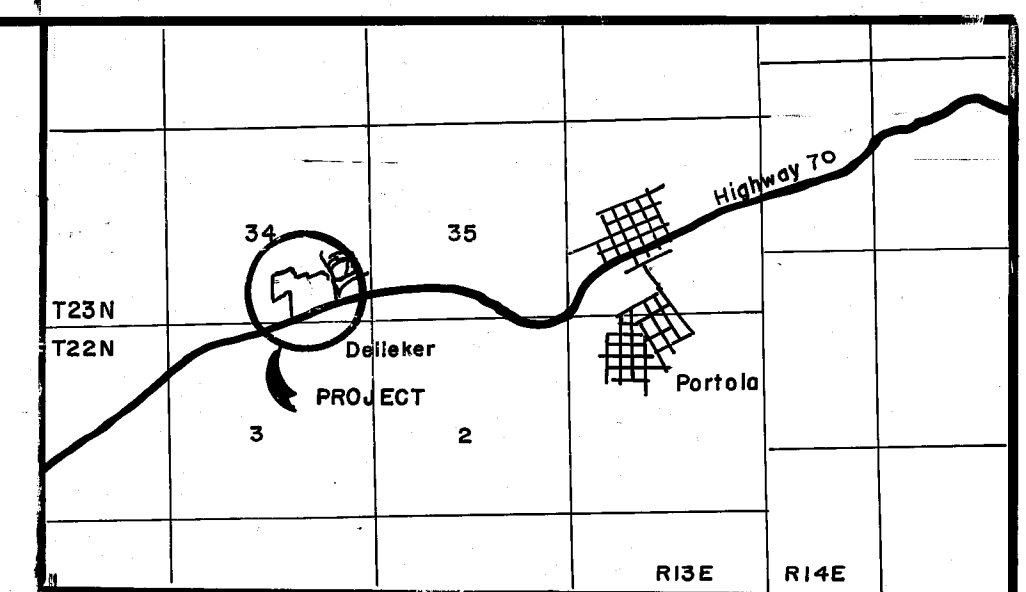 Highway 70
34
35
T23N
T22N
Delleker
PROJECT
Portola
3
2
R13E
R14E